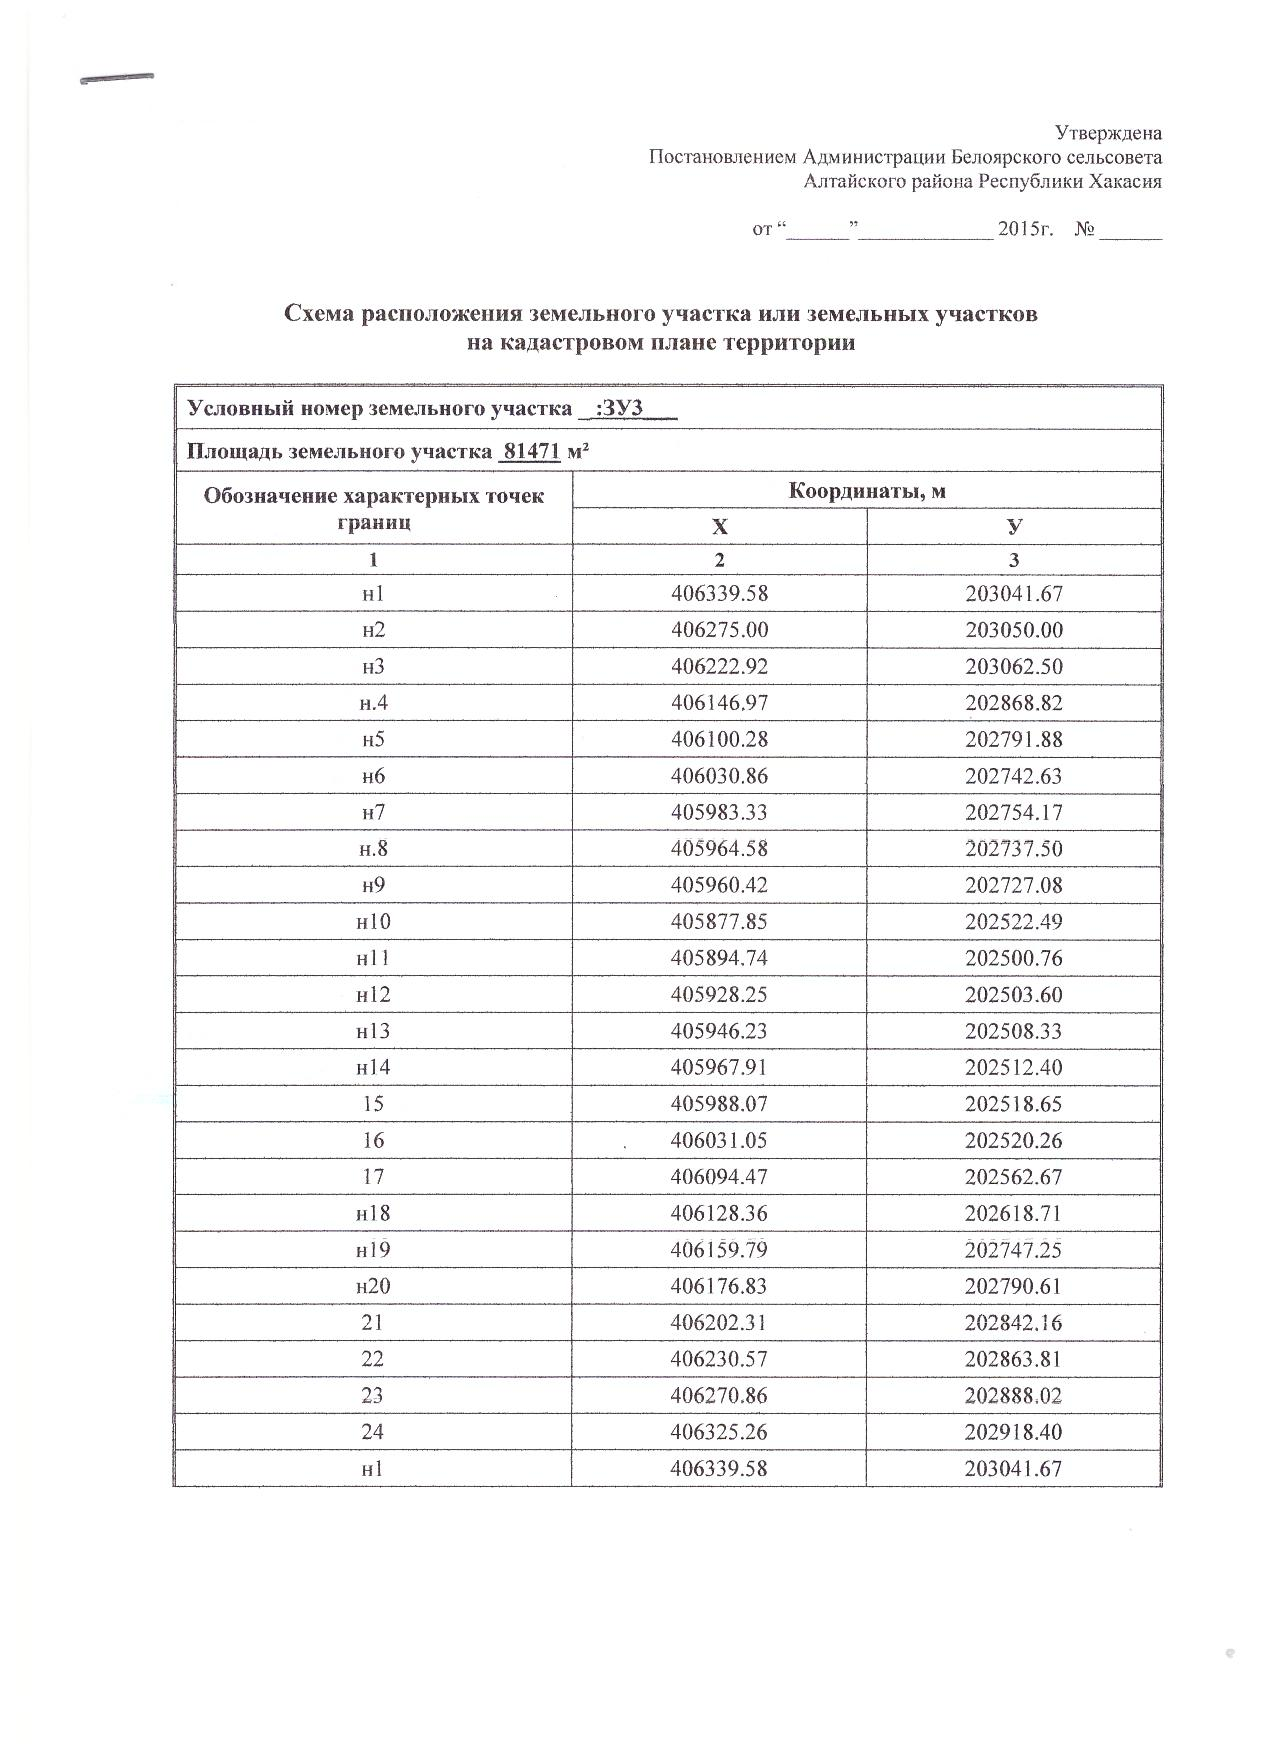 Утверждена
Постановлением Администрации Белоярского сельсовета
Алтайского района Республики Хакасия
от “______”_____________ 2015г. № ______
Схема расположения земельного участка или земельных участков
на кадастровом плане территории
Условный номер земельного участка _:ЗУ3___
Площадь земельного участка 81471 м²
Обозначение характерных точек границ
Координаты, м
Х У
1 2 3
н1 406339.58 203041.67
н2 406275.00 203050.00
н3 406222.92 203062.50
н.4 406146.97 202868.82
н5 406100.28 202791.88
н6 406030.86 202742.63
н7 405983.33 202754.17
н.8 405964.58 202737.50
н9 405960.42 202727.08
н10 405877.85 202522.49
н11 405894.74 202500.76
н12 405928.25 202503.60
н13 405946.23 202508.33
н14 405967.91 202512.40
15 405988.07 202518.65
16 406031.05 202520.26
17 406094.47 202562.67
н18 406128.36 202618.71
н19 406159.79 202747.25
н20 406176.83 202790.61
21 406202.31 202842.16
22 406230.57 202863.81
23 406270.86 202888.02
24 406325.26 202918.40
н1 406339.58 203041.67